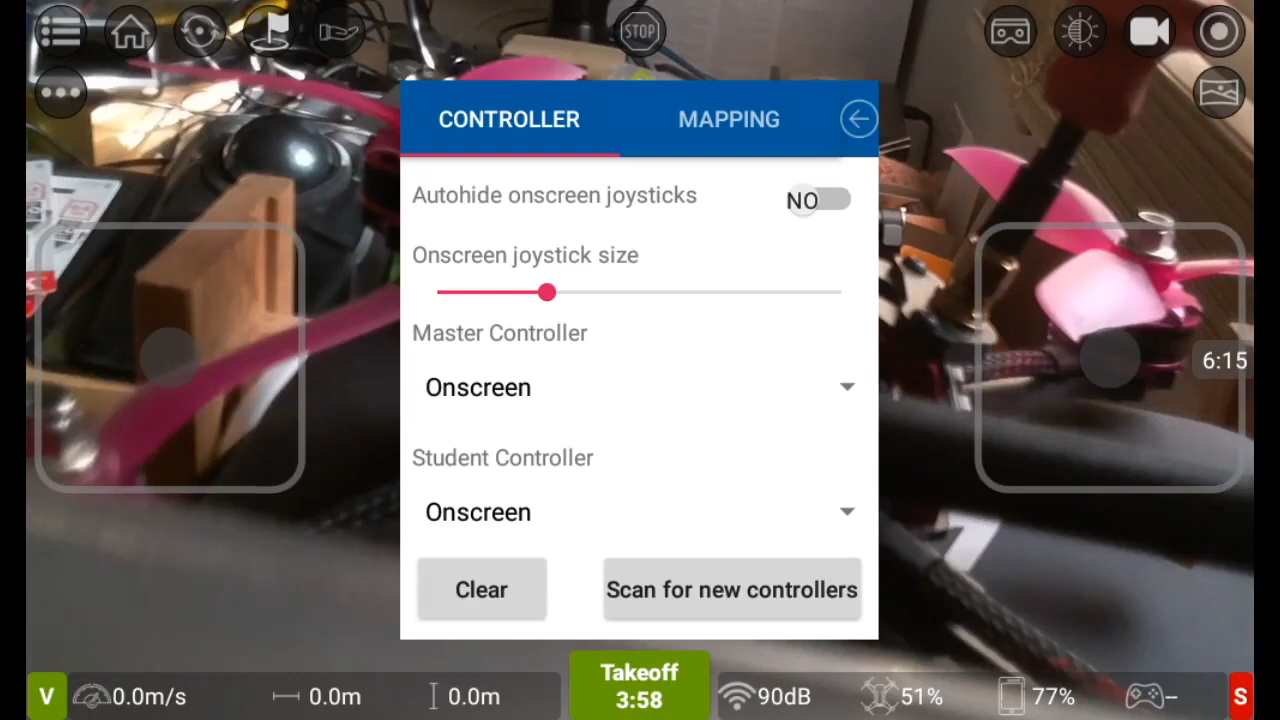 STOP
CONTROLLER MAPPING
Autohide onscreen joysticks NO
Onscreen joystick size
Master Controller
Onscreen
6:15
Student Controller
Onscreen
Clear Scan for new controllers
V 0.0m/s 0.0m 0.0m Takeoff 3:58 90dB 51% 77% -- S